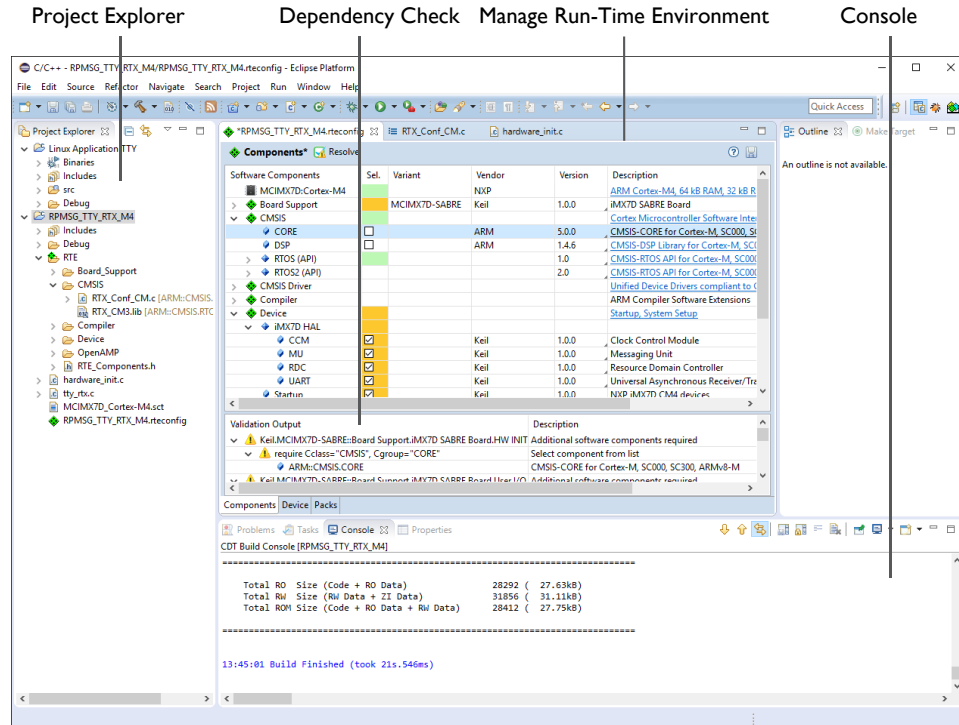 Project Explorer Dependency Check Manage Run-Time Environment Console
C/C++ - RPMSG_TTY_RTX_M4/RPMSG_TTY_RTX_M4.rteconfig - Eclipse Platform
File Edit Source Refactor Navigate Search Project Run Window Help
Quick Access
Project Explorer
Linux Application TTY
Binaries
Includes
src
Debug
RPMSG_TTY_RTX_M4
Includes
Debug
RTE
Board_Support
CMSIS
RTX_Conf_CM.c [ARM::CMSIS.
RTX_CM3.lib [ARM::CMSIS.RTC
Compiler
Device
OpenAMP
RTE_Components.h
hardware_init.c
tty_rtx.c
MCIMX7D_Cortex-M4.sct
RPMSG_TTY_RTX_M4.rteconfig
*RPMSG_TTY_RTX_M4.rteconfig RTX_Conf_CM.c hardware_init.c
Components* Resolve
Software Components Sel. Variant Vendor Version Description
MCIMX7D:Cortex-M4 NXP ARM Cortex-M4, 64 kB RAM, 32 kB R
Board Support MCIMX7D-SABRE Keil 1.0.0 iMX7D SABRE Board
CMSIS Cortex Microcontroller Software Inter
CORE ARM 5.0.0 CMSIS-CORE for Cortex-M, SC000, SC
DSP ARM 1.4.6 CMSIS-DSP Library for Cortex-M, SC0
RTOS (API) 1.0 CMSIS-RTOS API for Cortex-M, SC000
RTOS2 (API) 2.0 CMSIS-RTOS API for Cortex-M, SC000
CMSIS Driver Unified Device Drivers compliant to C
Compiler ARM Compiler Software Extensions
Device Startup, System Setup
iMX7D HAL
CCM Keil 1.0.0 Clock Control Module
MU Keil 1.0.0 Messaging Unit
RDC Keil 1.0.0 Resource Domain Controller
UART Keil 1.0.0 Universal Asynchronous Receiver/Tra
Startup Keil 1.0.0 NXP iMX7D CM4 devices
Validation Output Description
Keil.MCIMX7D-SABRE::Board Support.iMX7D SABRE Board.HW INIT Additional software components required
require Cclass="CMSIS", Cgroup="CORE" Select component from list
ARM::CMSIS.CORE CMSIS-CORE for Cortex-M, SC000, SC300, ARMv8-M
Keil.MCIMX7D-SABRE::Board Support.iMX7D SABRE Board.User I/O Additional software components required
Components Device Packs
Outline Make Target
An outline is not available.
Problems Tasks Console Properties
CDT Build Console [RPMSG_TTY_RTX_M4]
Total RO Size (Code + RO Data) 28292 ( 27.63kB)
Total RW Size (RW Data + ZI Data) 31856 ( 31.11kB)
Total ROM Size (Code + RO Data + RW Data) 28412 ( 27.75kB)
13:45:01 Build Finished (took 21s.546ms)